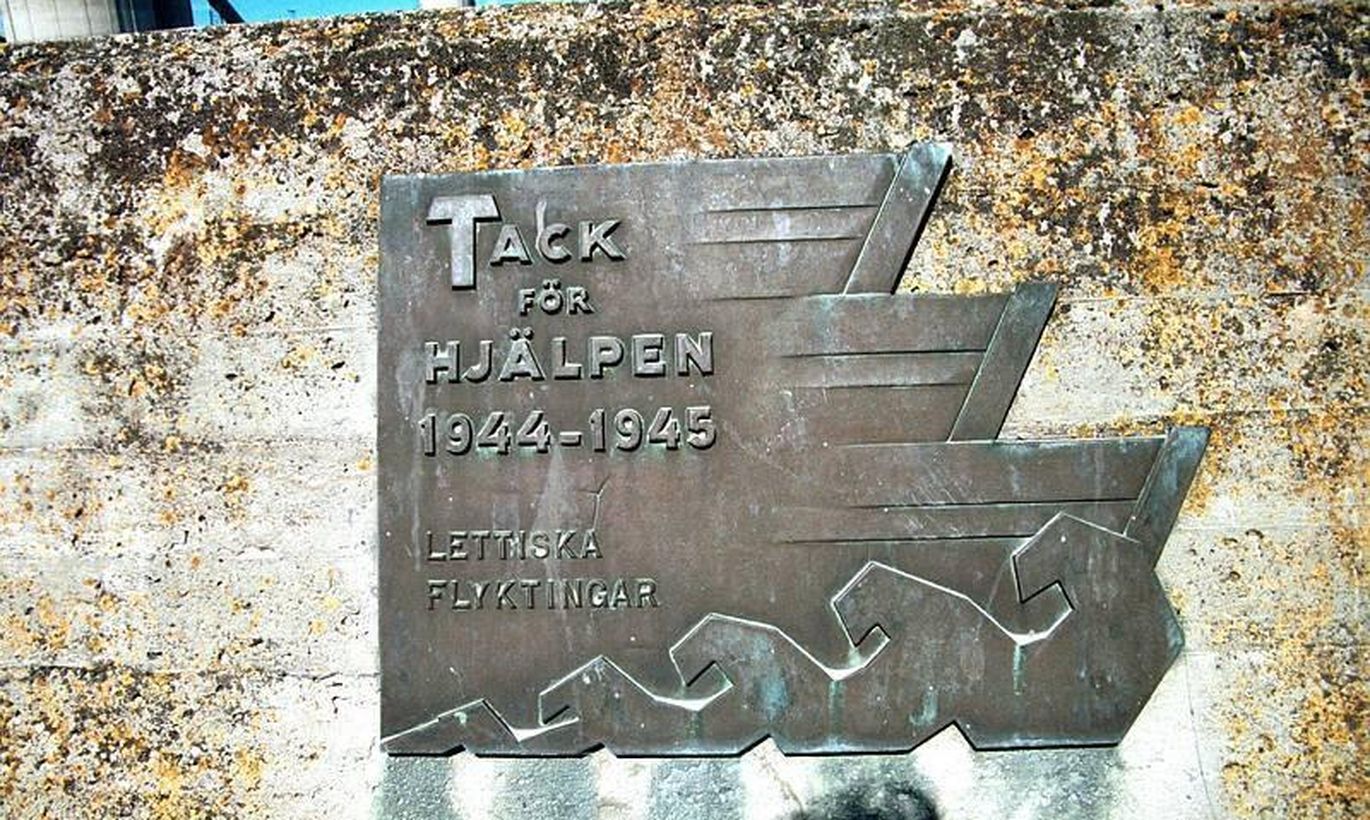 TACK
FÖR
HJÄLPEN
1944-1945
LETTISKA
FLYKTINGAR